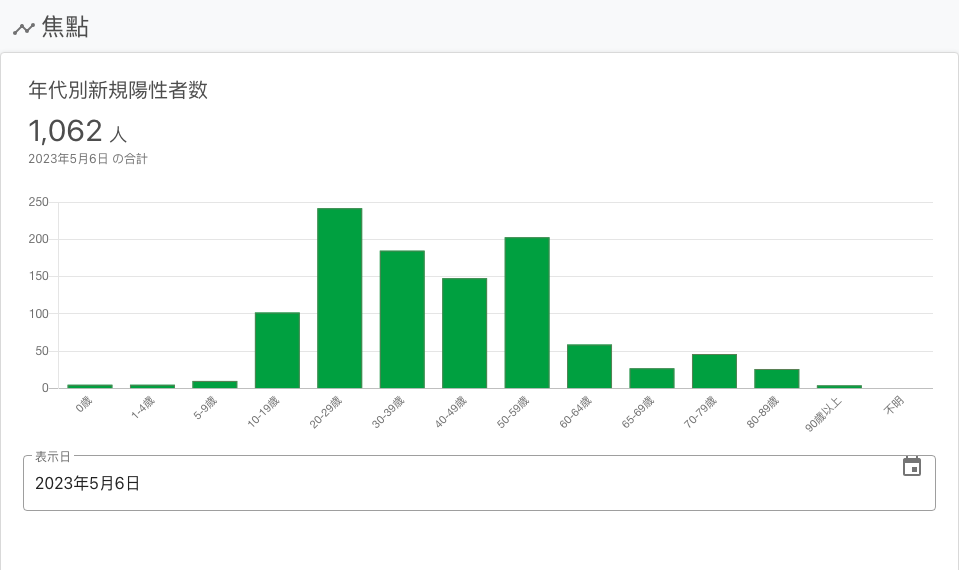 焦點
年代別新規陽性者数
1,062 人
2023年5月6日 の合計
250
200
150
100
50
0
0歳
1-4歳
5-9歳
10-19歳
20-29歳
30-39歳
40-49歳
50-59歳
60-64歳
65-69歳
70-79歳
80-89歳
90歳以上
不明
表示日
2023年5月6日